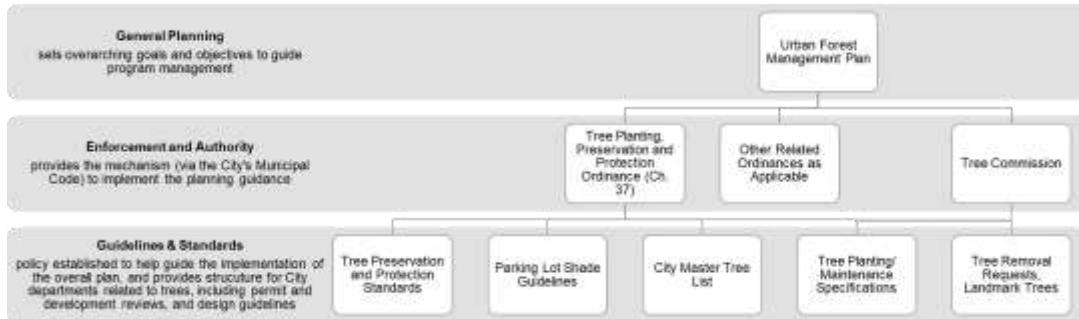 General Planning
sets overarching goals and objectives to guide
program management
Urban Forest
Management Plan
Enforcement and Authority
provides the mechanism (via the City's Municipal
Code) to implement the planning guidance
Tree Planting,
Preservation and
Protection
Ordinance (Ch.
37)
Other Related
Ordinances as
Applicable
Tree Commission
Guidelines & Standards
policy established to help guide the implementation of
the overall plan, and provides strucuture for City
departments related to trees, including permit and
development reviews, and design guidelines
Tree Preservation
and Protection
Standards
Parking Lot Shade
Guidelines
City Master Tree
List
Tree Planting/
Maintenance
Specifications
Tree Removal
Requests,
Landmark Trees